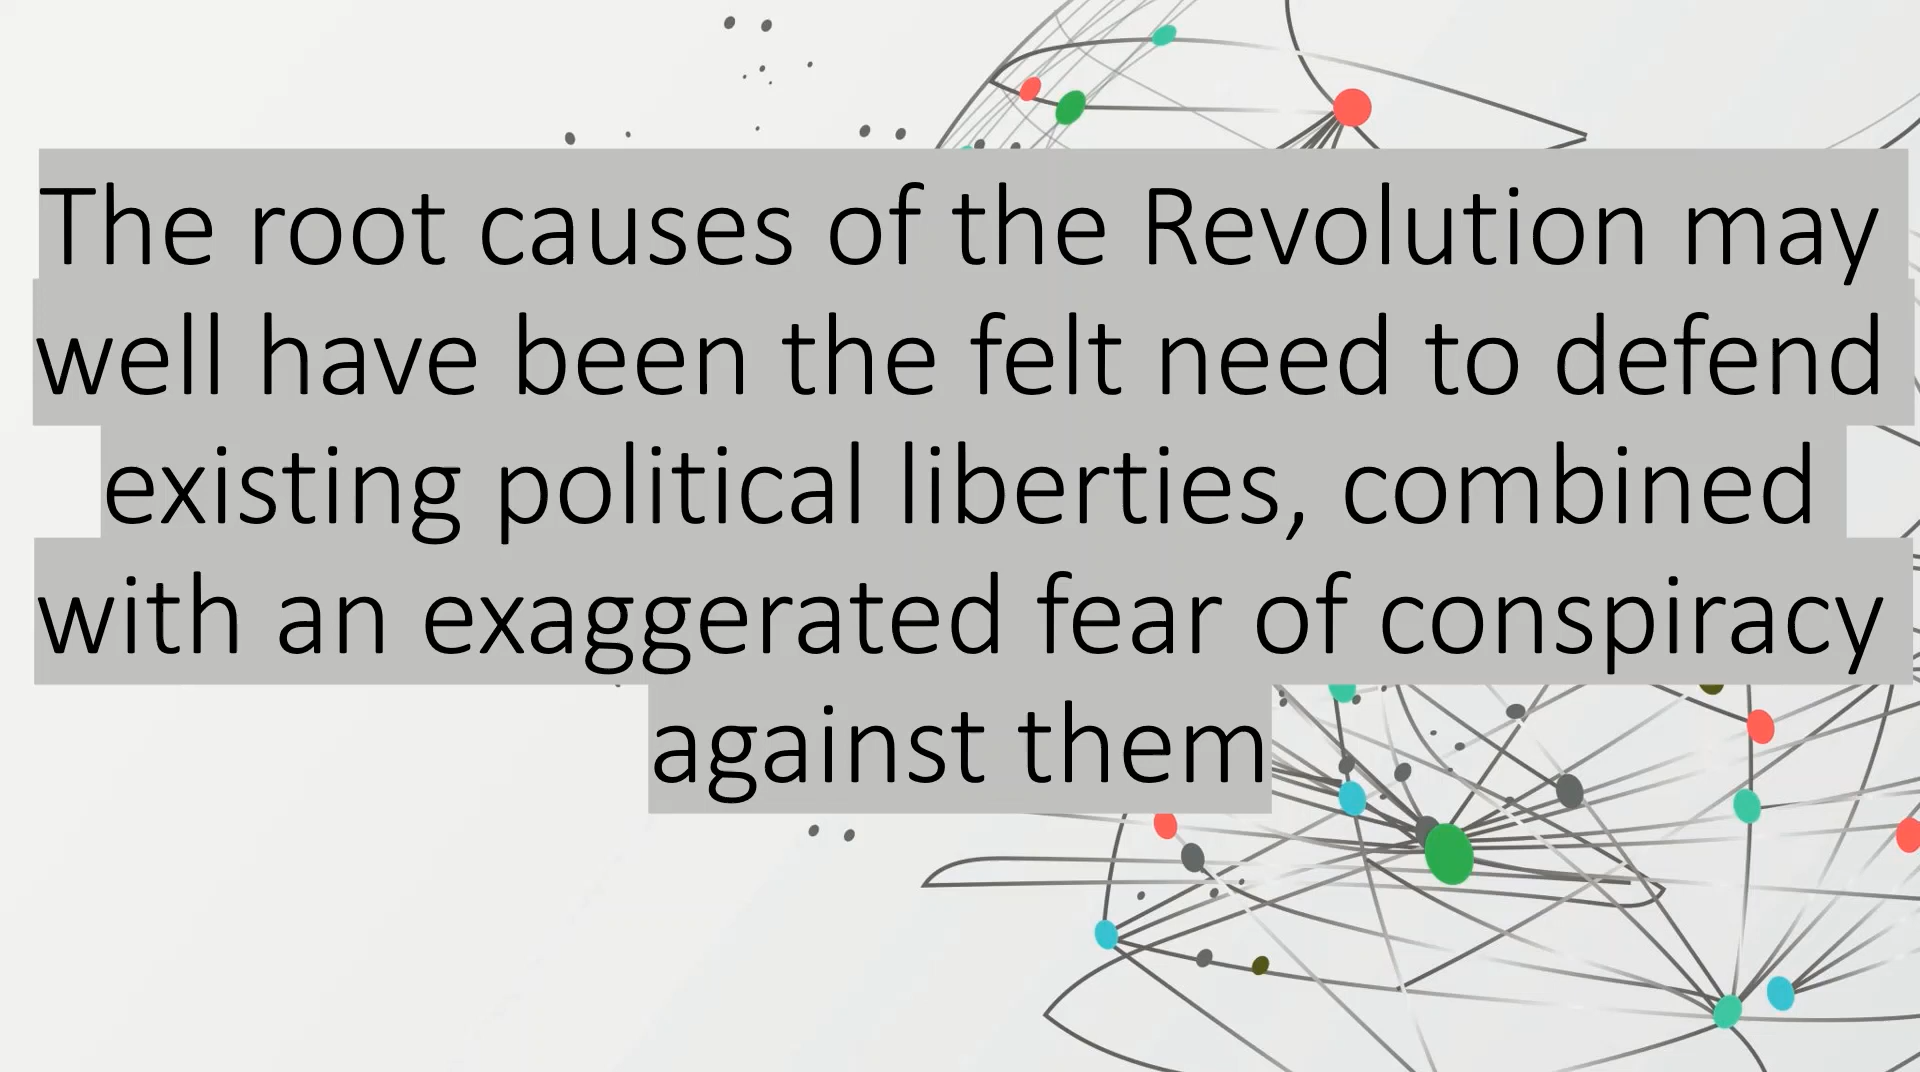 The root causes of the Revolution may
well have been the felt need to defend
existing political liberties, combined
with an exaggerated fear of conspiracy
against them